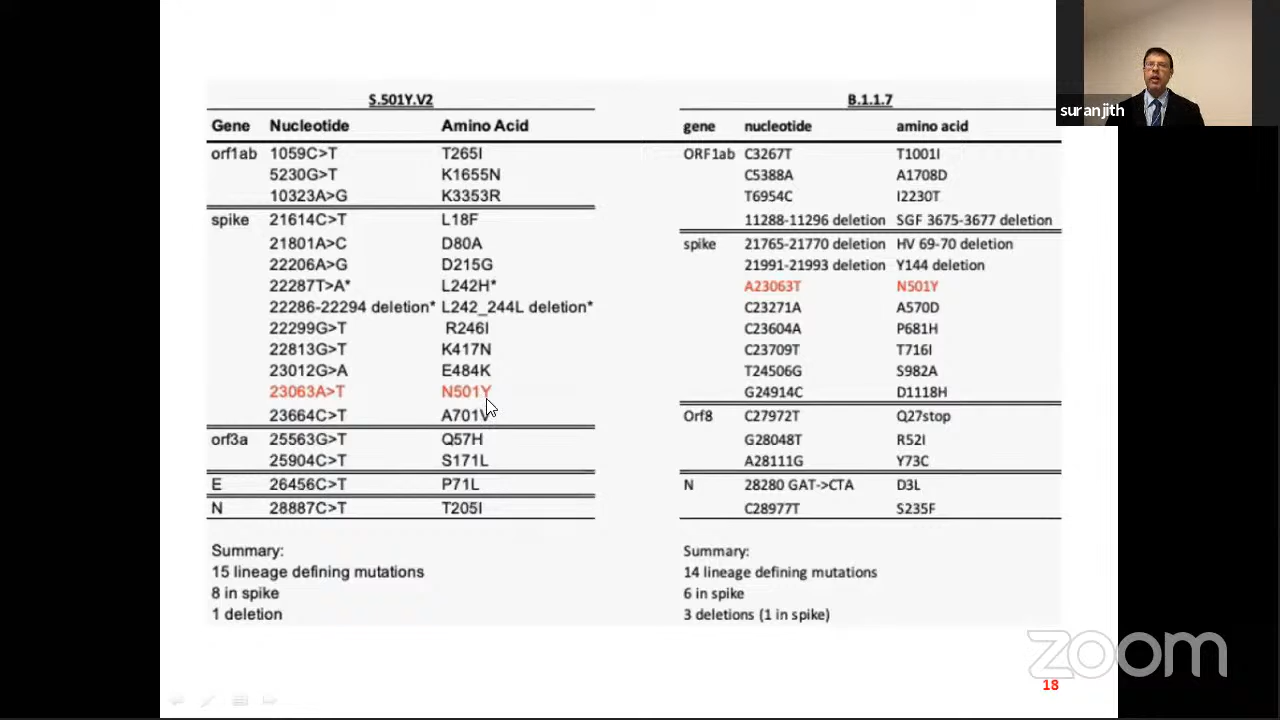 S.501Y.V2
Gene Nucleotide Amino Acid
orf1ab 1059C>T T265I
5230G>T K1655N
10323A>G K3353R
spike 21614C>T L18F
21801A>C D80A
22206A>G D215G
22287T>A* L242H*
22286-22294 deletion* L242_244L deletion*
22299G>T R246I
22813G>T K417N
23012G>A E484K
23063A>T N501Y
23664C>T A701V
orf3a 25563G>T Q57H
25904C>T S171L
E 26456C>T P71L
N 28887C>T T205I
Summary:
15 lineage defining mutations
8 in spike
1 deletion
B.1.1.7
gene nucleotide amino acid
ORF1ab C3267T T1001I
C5388A A1708D
T6954C I2230T
11288-11296 deletion SGF 3675-3677 deletion
spike 21765-21770 deletion HV 69-70 deletion
21991-21993 deletion Y144 deletion
A23063T N501Y
C23271A A570D
C23604A P681H
C23709T T716I
T24506G S982A
G24914C D1118H
Orf8 C27972T Q27stop
G28048T R52I
A28111G Y73C
N 28280 GAT->CTA D3L
C28977T S235F
Summary:
14 lineage defining mutations
6 in spike
3 deletions (1 in spike)
suranjith
zoom
18